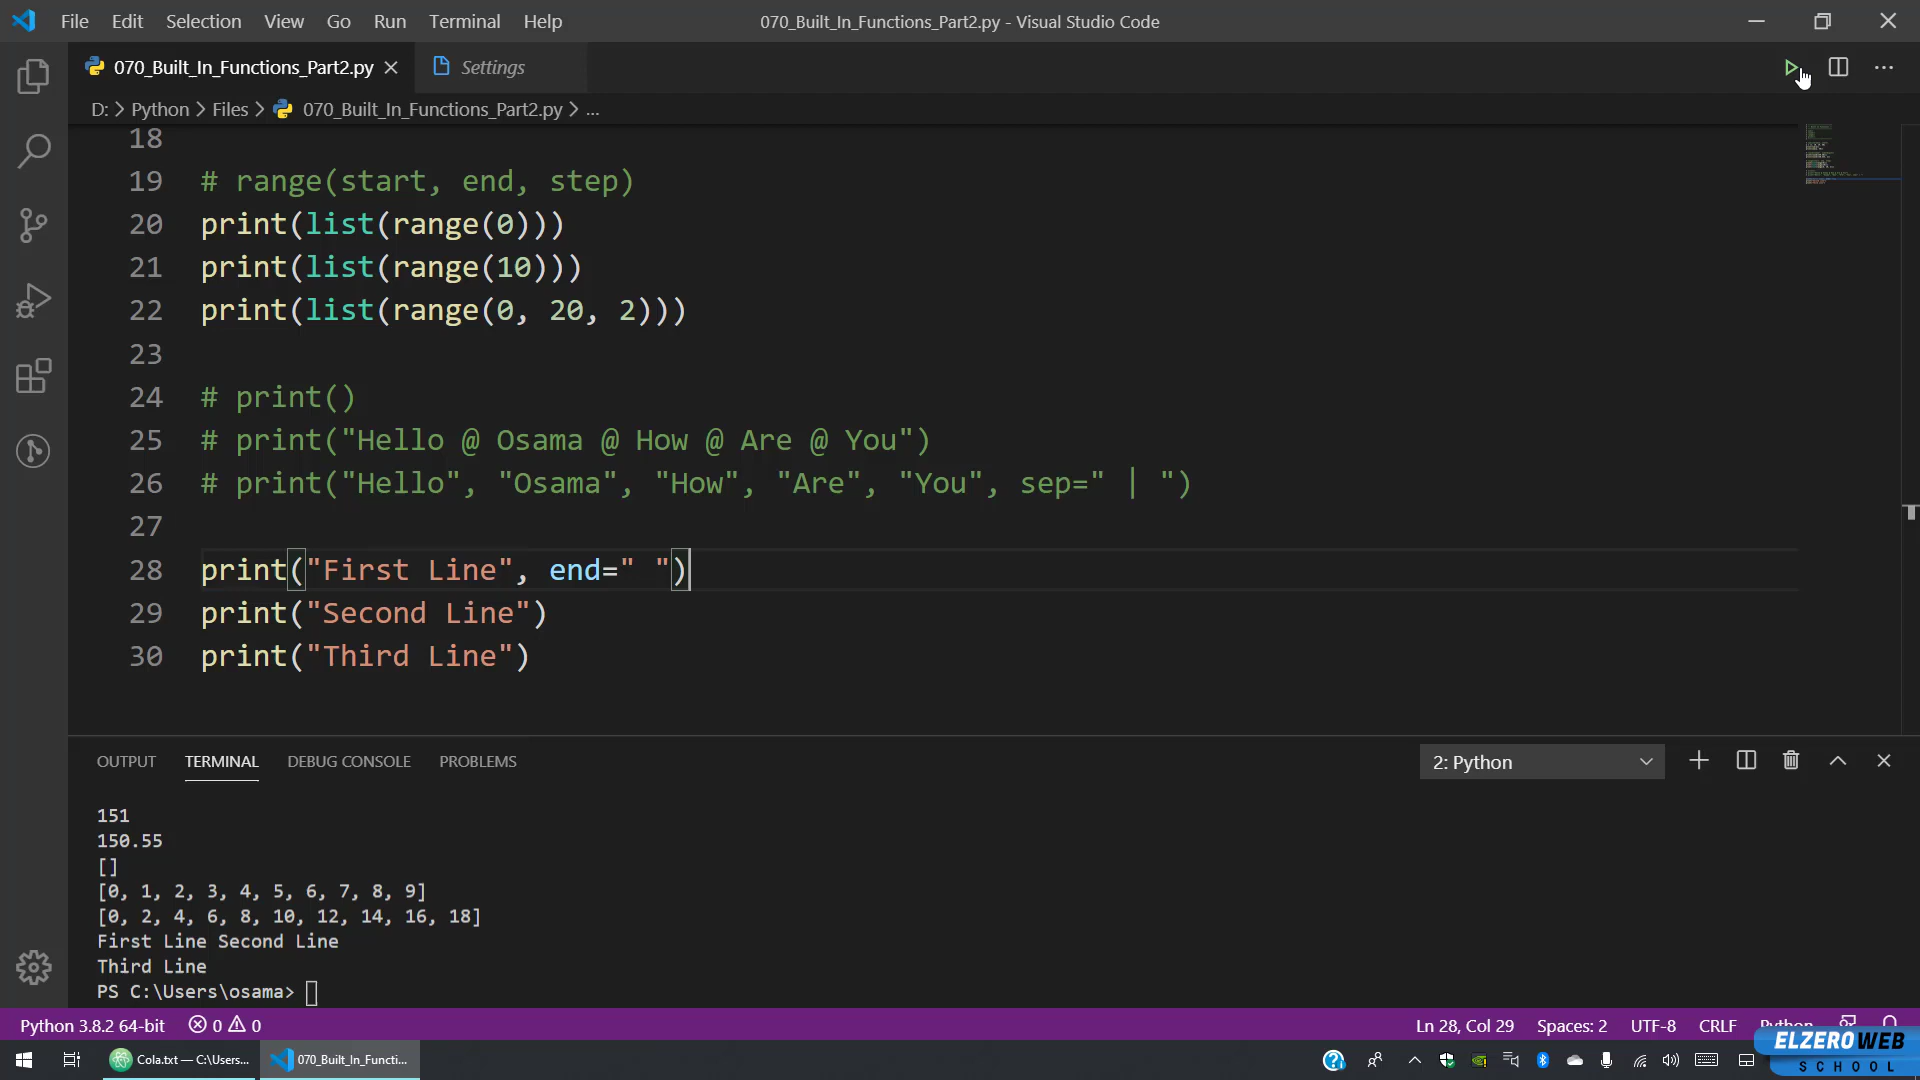 File Edit Selection View Go Run Terminal Help 070_Built_In_Functions_Part2.py - Visual Studio Code
070_Built_In_Functions_Part2.py Settings
D: > Python > Files > 070_Built_In_Functions_Part2.py > ...
18
19 # range(start, end, step)
20 print(list(range(0)))
21 print(list(range(10)))
22 print(list(range(0, 20, 2)))
23
24 # print()
25 # print("Hello @ Osama @ How @ Are @ You")
26 # print("Hello", "Osama", "How", "Are", "You", sep=" | ")
27
28 print("First Line", end=" ")
29 print("Second Line")
30 print("Third Line")
OUTPUT TERMINAL DEBUG CONSOLE PROBLEMS 2: Python
151
150.55
[]
[0, 1, 2, 3, 4, 5, 6, 7, 8, 9]
[0, 2, 4, 6, 8, 10, 12, 14, 16, 18]
First Line Second Line
Third Line
PS C:\Users\osama>
Python 3.8.2 64-bit 0 0 Ln 28, Col 29 Spaces: 2 UTF-8 CRLF Python
Cola.txt — C:\Users... 070_Built_In_Functi...
ELZEROWEB
SCHOOL